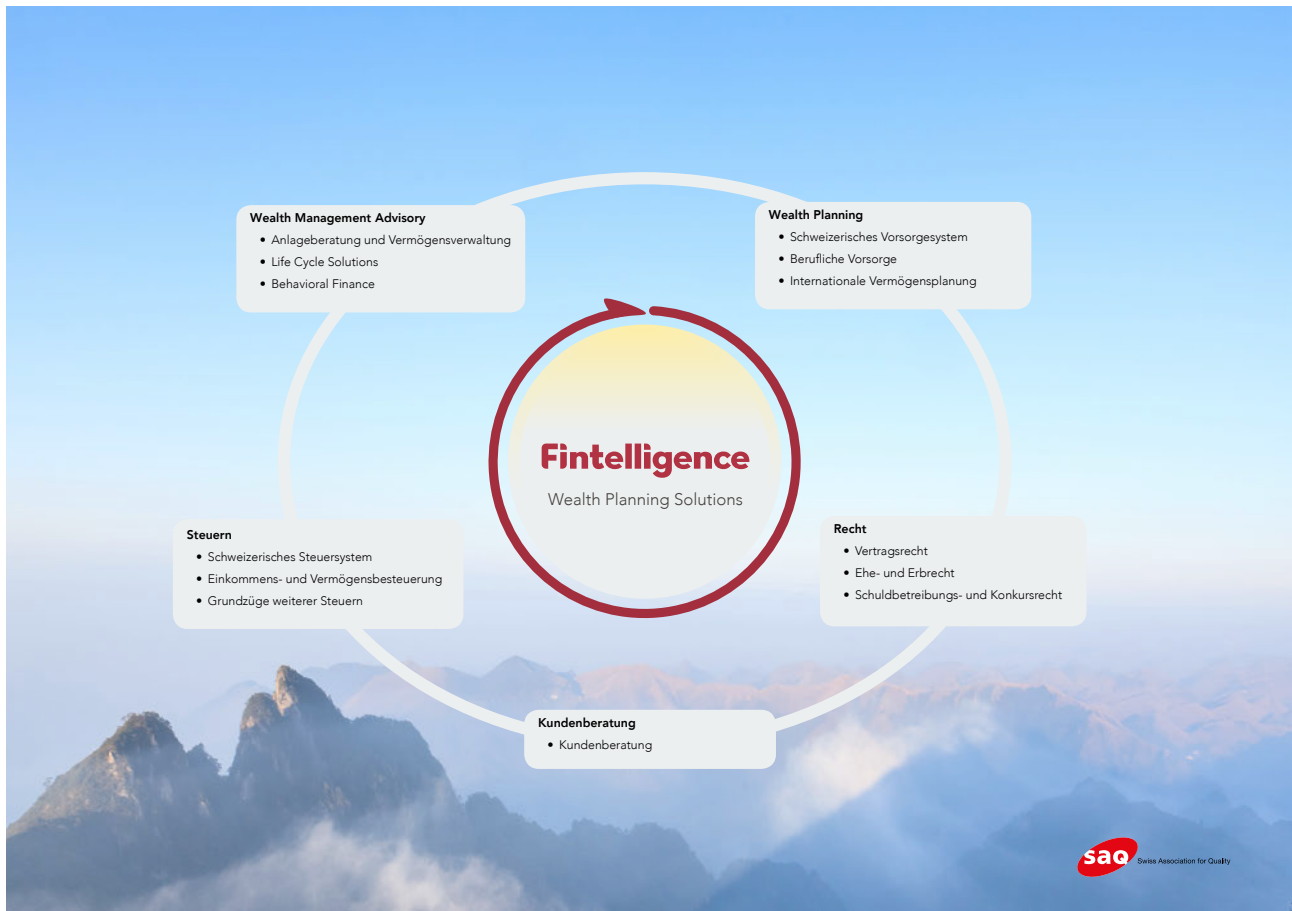 Wealth Management Advisory
• Anlageberatung und Vermögensverwaltung
• Life Cycle Solutions
• Behavioral Finance
Wealth Planning
• Schweizerisches Vorsorgesystem
• Berufliche Vorsorge
• Internationale Vermögensplanung
Fintelligence
Wealth Planning Solutions
Steuern
• Schweizerisches Steuersystem
• Einkommens- und Vermögensbesteuerung
• Grundzüge weiterer Steuern
Recht
• Vertragsrecht
• Ehe- und Erbrecht
• Schuldbetreibungs- und Konkursrecht
Kundenberatung
• Kundenberatung
saq Swiss Association for Quality